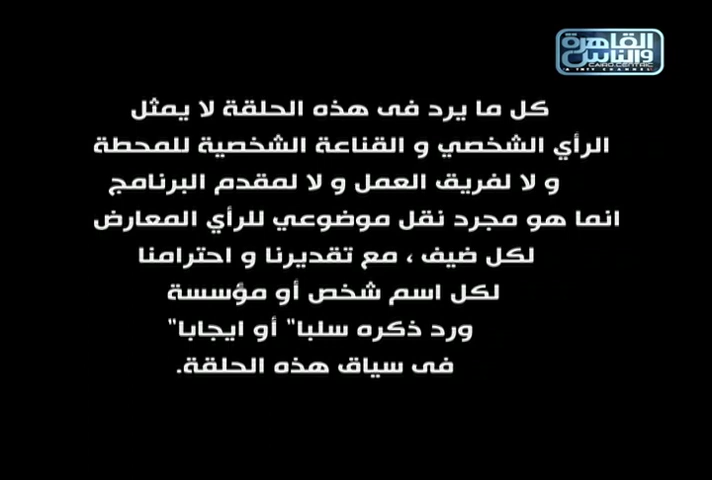 القاهرة
والناس
CAIRO CENTRIC
كل ما يرد فى هذه الحلقة لا يمثل
الرأي الشخصي و القناعة الشخصية للمحطة
و لا لفريق العمل و لا لمقدم البرنامج
انما هو مجرد نقل موضوعي للرأي المعارض
لكل ضيف ، مع تقديرنا و احترامنا
لكل اسم شخص أو مؤسسة
ورد ذكره سلبا" أو ايجابا"
فى سياق هذه الحلقة.